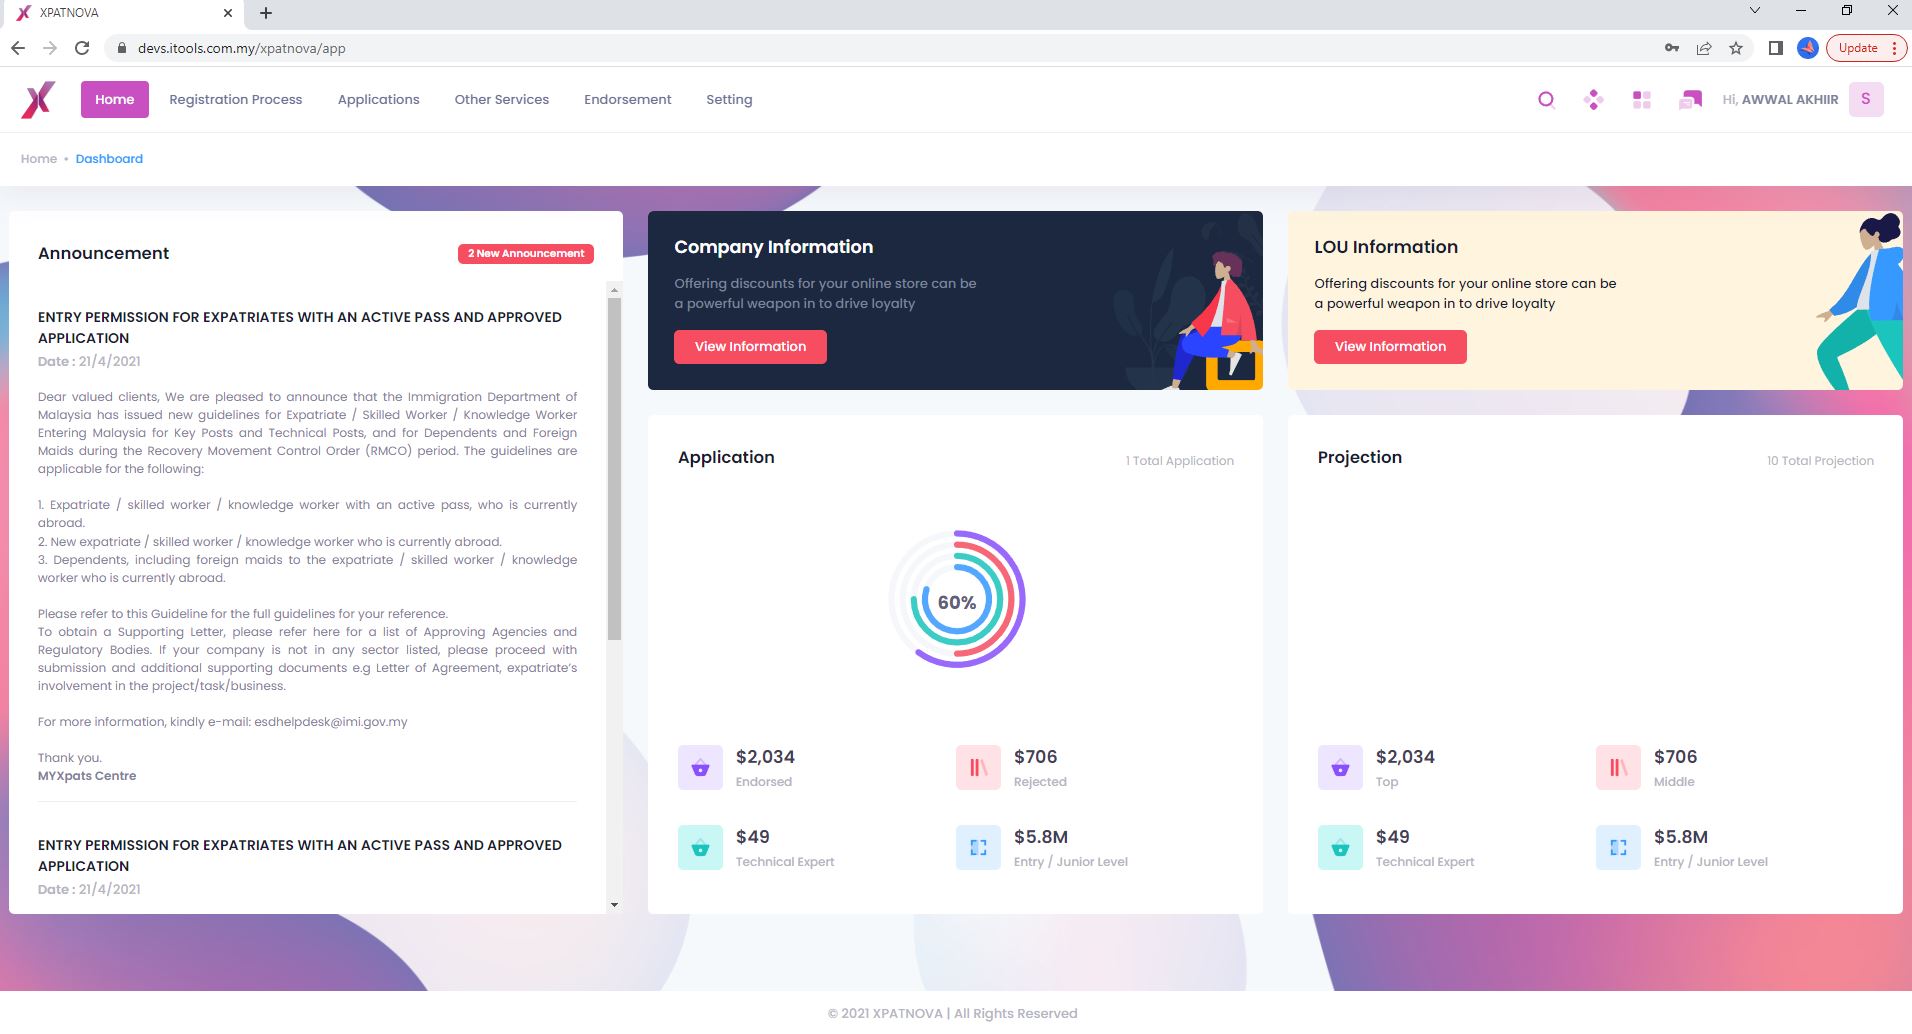 XPATNOVA
devs.itools.com.my/xpatnova/app
Update
Home
Registration Process
Applications
Other Services
Endorsement
Setting
Hi, AWWAL AKHIIR
S
Home • Dashboard
Announcement
2 New Announcement
ENTRY PERMISSION FOR EXPATRIATES WITH AN ACTIVE PASS AND APPROVED
APPLICATION
Date : 21/4/2021
Dear valued clients, We are pleased to announce that the Immigration Department of
Malaysia has issued new guidelines for Expatriate / Skilled Worker / Knowledge Worker
Entering Malaysia for Key Posts and Technical Posts, and for Dependents and Foreign
Maids during the Recovery Movement Control Order (RMCO) period. The guidelines are
applicable for the following:
1. Expatriate / skilled worker / knowledge worker with an active pass, who is currently
abroad.
2. New expatriate / skilled worker / knowledge worker who is currently abroad.
3. Dependents, including foreign maids to the expatriate / skilled worker / knowledge
worker who is currently abroad.
Please refer to this Guideline for the full guidelines for your reference.
To obtain a Supporting Letter, please refer here for a list of Approving Agencies and
Regulatory Bodies. If your company is not in any sector listed, please proceed with
submission and additional supporting documents e.g Letter of Agreement, expatriate's
involvement in the project/task/business.
For more information, kindly e-mail: esdhelpdesk@imi.gov.my
Thank you.
MYXpats Centre
ENTRY PERMISSION FOR EXPATRIATES WITH AN ACTIVE PASS AND APPROVED
APPLICATION
Date : 21/4/2021
Company Information
Offering discounts for your online store can be
a powerful weapon in to drive loyalty
View Information
LOU Information
Offering discounts for your online store can be
a powerful weapon in to drive loyalty
View Information
Application
1 Total Application
60%
$2,034
Endorsed
$706
Rejected
$49
Technical Expert
$5.8M
Entry / Junior Level
Projection
10 Total Projection
$2,034
Top
$706
Middle
$49
Technical Expert
$5.8M
Entry / Junior Level
© 2021 XPATNOVA | All Rights Reserved